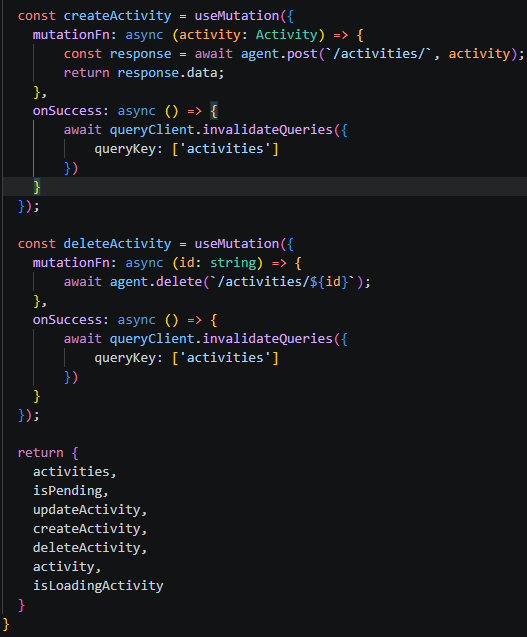 const createActivity = useMutation({
mutationFn: async (activity: Activity) => {
const response = await agent.post(`/activities/`, activity);
return response.data;
},
onSuccess: async () => {
await queryClient.invalidateQueries({
queryKey: ['activities']
})
}
});
const deleteActivity = useMutation({
mutationFn: async (id: string) => {
await agent.delete(`/activities/${id}`);
},
onSuccess: async () => {
await queryClient.invalidateQueries({
queryKey: ['activities']
})
}
});
return {
activities,
isPending,
updateActivity,
createActivity,
deleteActivity,
activity,
isLoadingActivity
}
}